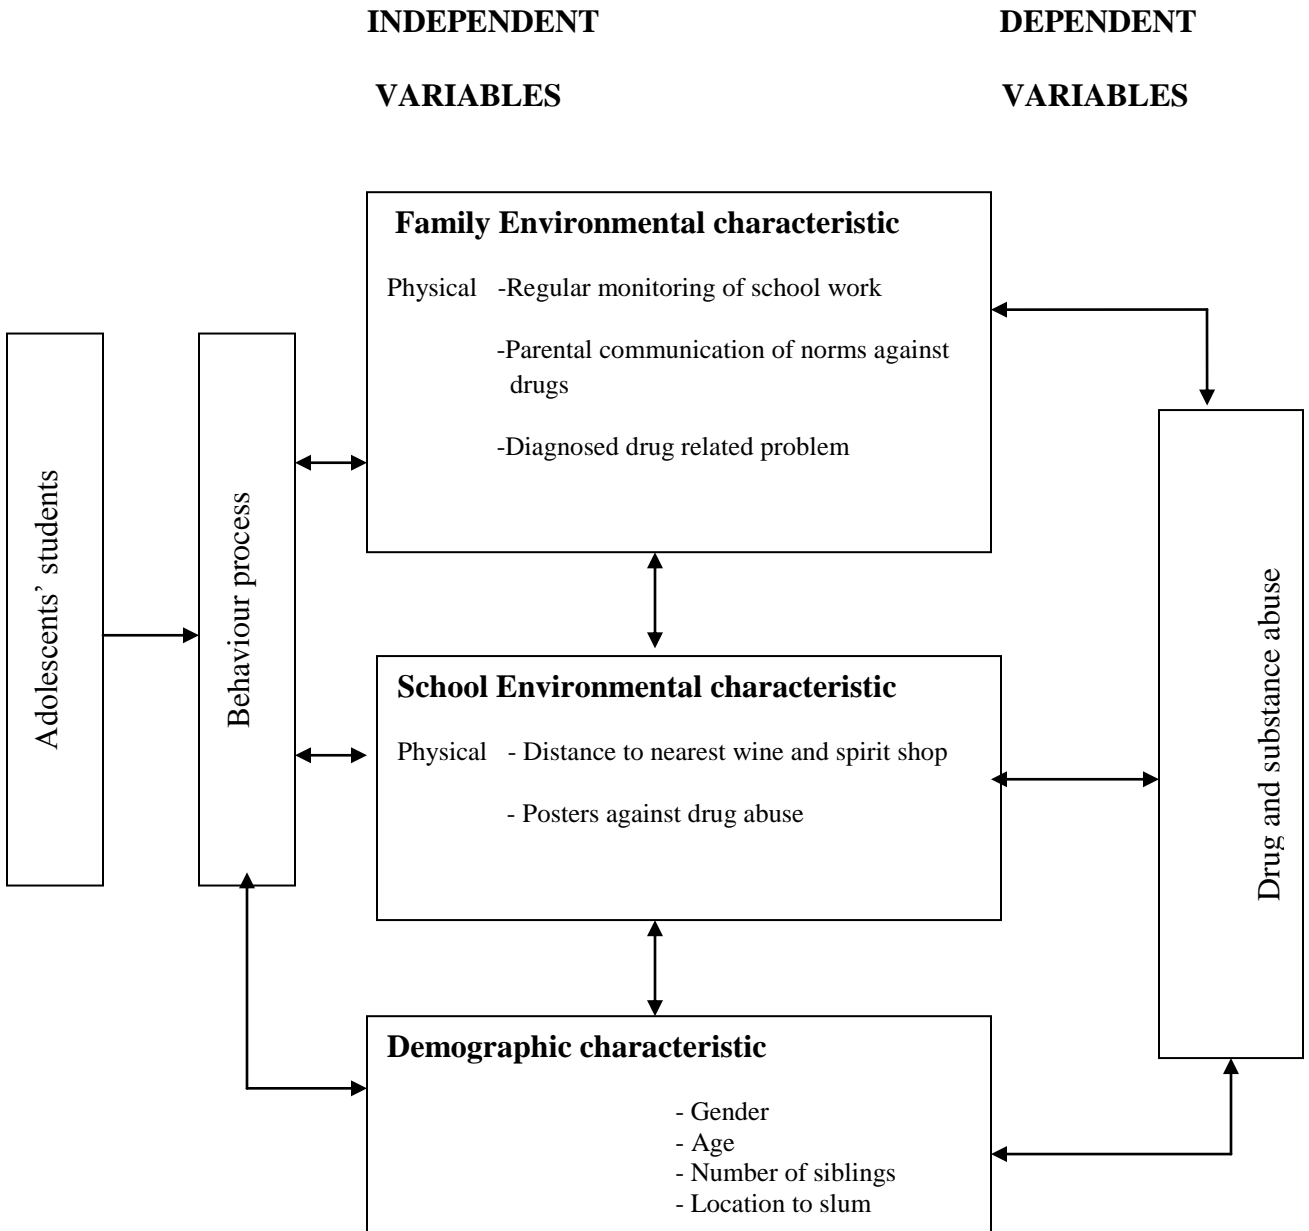 INDEPENDENT
VARIABLES
DEPENDENT
VARIABLES
Adolescents’ students
Behaviour process
Family Environmental characteristic
Physical -Regular monitoring of school work
-Parental communication of norms against
drugs
-Diagnosed drug related problem
School Environmental characteristic
Physical - Distance to nearest wine and spirit shop
- Posters against drug abuse
Demographic characteristic
- Gender
- Age
- Number of siblings
- Location to slum
Drug and substance abuse